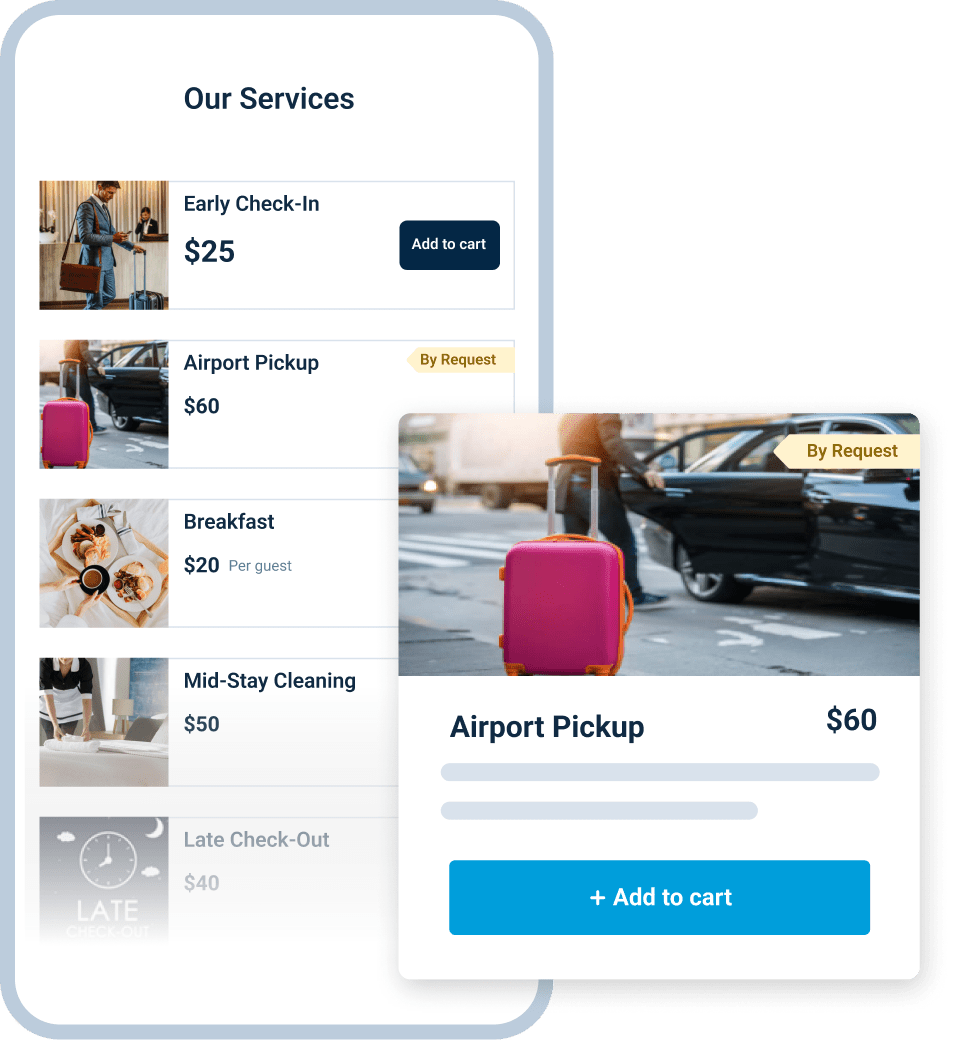 Our Services
Early Check-In
$25
Add to cart
Airport Pickup
By Request
$60
Breakfast
$20 Per guest
Mid-Stay Cleaning
$50
Late Check-Out
$40
LATE
CHECK-OUT
By Request
Airport Pickup
$60
+ Add to cart